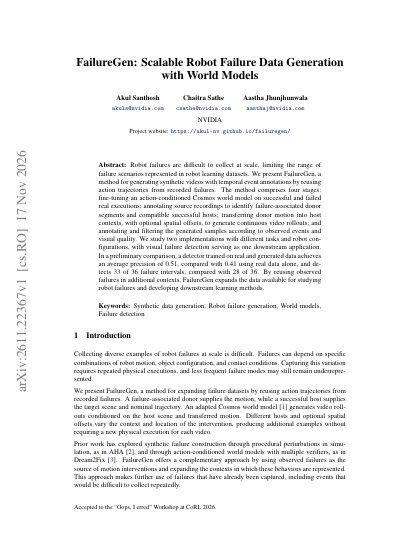 FailureGen: Scalable Robot Failure Data Generation
with World Models
Akul Santhosh Chaitra Sathe Aastha Jhunjhunwala
akuls@nvidia.com csathe@nvidia.com aasthaj@nvidia.com
NVIDIA
Project website: https://akul-nv.github.io/failuregen/
arXiv:2611.22367v1 [cs.RO] 17 Nov 2026
Abstract: Robot failures are difficult to collect at scale, limiting the range of
failure scenarios represented in robot learning datasets. We present FailureGen, a
method for generating synthetic videos with temporal event annotations by reusing
action trajectories from recorded failures. The method comprises four stages:
fine-tuning an action-conditioned Cosmos world model on successful and failed
real executions; annotating source recordings to identify failure-associated donor
segments and compatible successful hosts; transferring donor motion into host
contexts, with optional spatial offsets, to generate continuous video rollouts; and
annotating and filtering the generated samples according to observed events and
visual quality. We study two implementations with different tasks and robot con-
figurations, with visual failure detection serving as one downstream application.
In a preliminary comparison, a detector trained on real and generated data achieves
an average precision of 0.51, compared with 0.41 using real data alone, and de-
tects 33 of 36 failure intervals, compared with 28 of 36. By reusing observed
failures in additional contexts, FailureGen expands the data available for studying
robot failures and developing downstream learning methods.
Keywords: Synthetic data generation, Robot failure generation, World models,
Failure detection
1 Introduction
Collecting diverse examples of robot failures at scale is difficult. Failures can depend on specific
combinations of robot motion, object configuration, and contact conditions. Capturing this variation
requires repeated physical executions, and less frequent failure modes may still remain underrepre-
sented.
We present FailureGen, a method for expanding failure datasets by reusing action trajectories from
recorded failures. A failure-associated donor supplies the motion, while a successful host supplies
the target scene and nominal trajectory. An adapted Cosmos world model [1] generates video roll-
outs conditioned on the host scene and transferred motion. Different hosts and optional spatial
offsets vary the context and location of the intervention, producing additional examples without
requiring a new physical execution for each video.
Prior work has explored synthetic failure construction through procedural perturbations in simu-
lation, as in AHA [2], and through action-conditioned world models with multiple verifiers, as in
Dream2Fix [3]. FailureGen offers a complementary approach by using observed failures as the
source of motion interventions and expanding the contexts in which these behaviors are represented.
This approach makes further use of failures that have already been captured, including events that
would be difficult to collect repeatedly.
Accepted to the "Oops, I erred" Workshop at CoRL 2026.